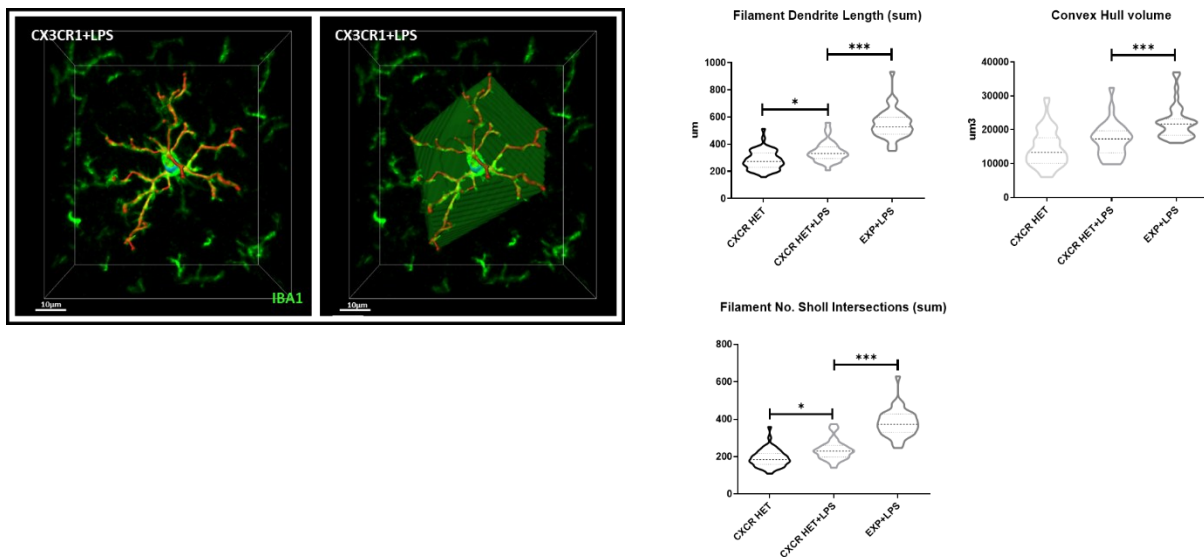 CX3CR1+LPS
10μm
IBA1
CX3CR1+LPS
10μm
Filament Dendrite Length (sum)
um
1000
800
600
400
200
0
*
***
CXCR HET
CXCR HET+LPS
EXP+LPS
Convex Hull volume
um3
40000
30000
20000
10000
0
***
CXCR HET
CXCR HET+LPS
EXP+LPS
Filament No. Sholl Intersections (sum)
800
600
400
200
0
*
***
CXCR HET
CXCR HET+LPS
EXP+LPS